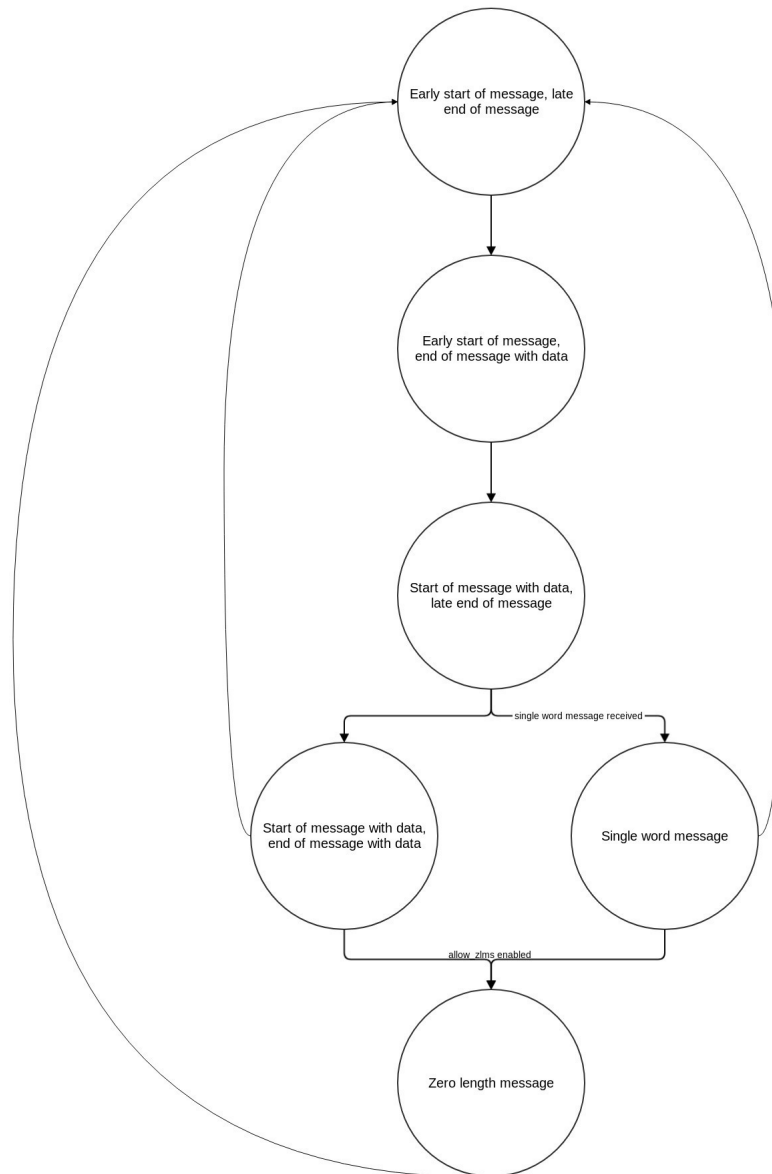 Early start of message, late
end of message
Early start of message,
end of message with data
Start of message with data,
late end of message
single word message received
Start of message with data,
end of message with data
Single word message
allow_zlms enabled
Zero length message